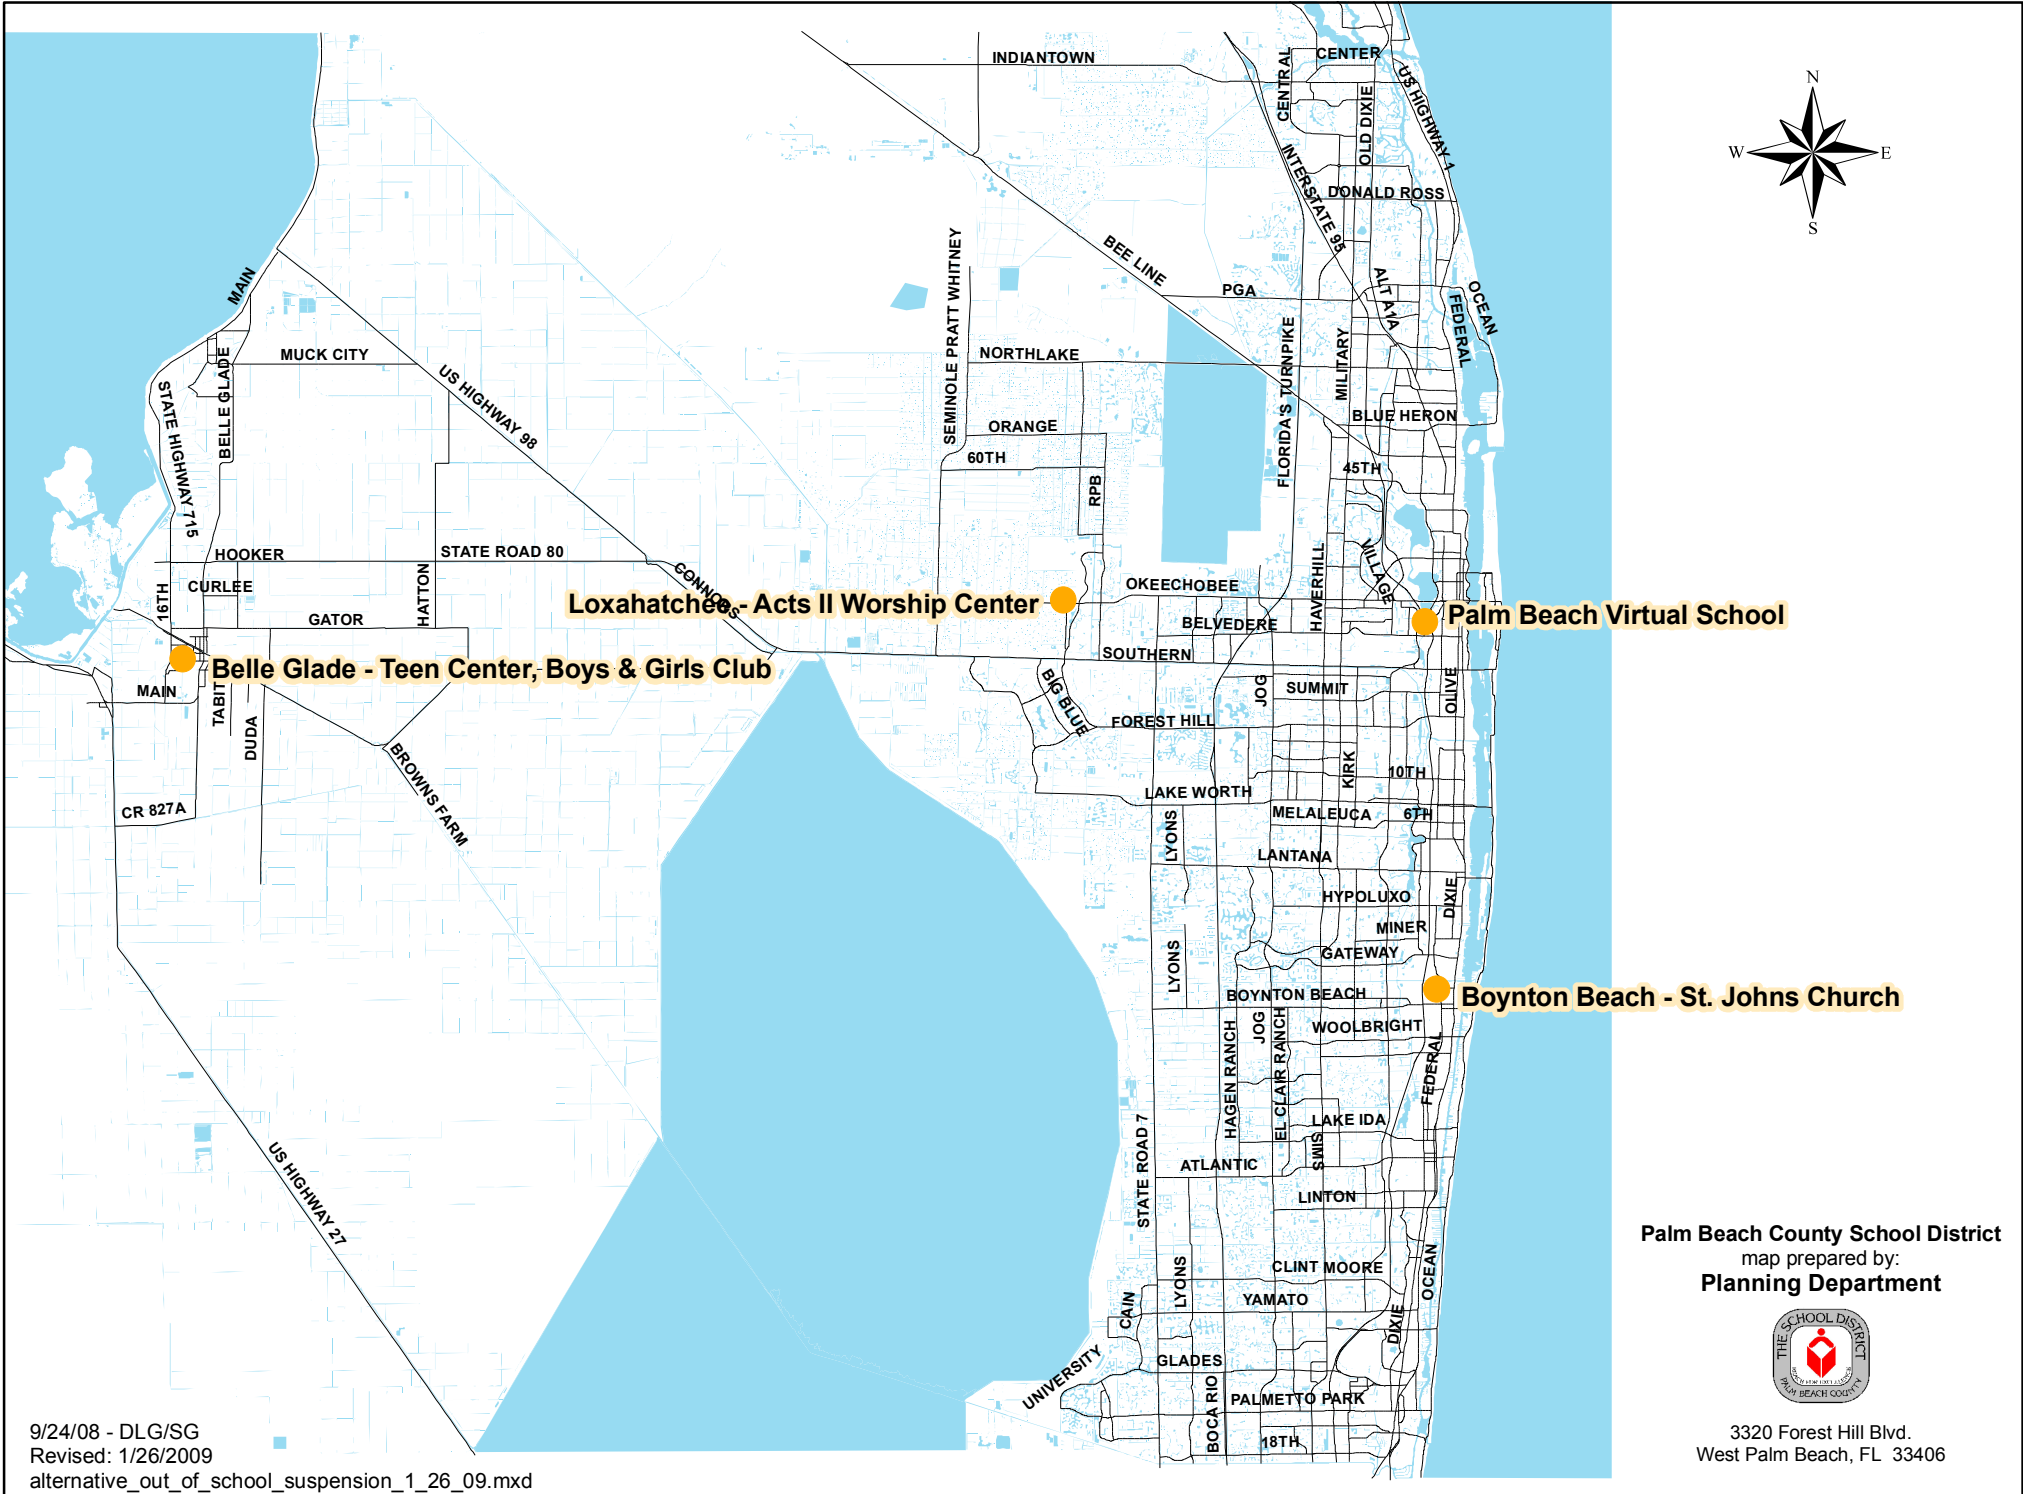 INDIANTOWN
CENTRAL
CENTER
US HIGHWAY 1
OLD DIXIE
INTERSTATE 95
DONALD ROSS
N
W
E
S
MAIN
SEMINOLE PRATT WHITNEY
BEE LINE
PGA
ALT A1A
FEDERAL
OCEAN
MUCK CITY
BELLE GLADE
STATE HIGHWAY 715
US HIGHWAY 98
NORTHLAKE
FLORIDA'S TURNPIKE
MILITARY
ORANGE
BLUE HERON
60TH
RPB
45TH
HOOKER
STATE ROAD 80
CURLEE
16TH
GATOR
HATTON
CONNORS
OKEECHOBEE
HAVERHILL
VILLAGE
Loxahatchee - Acts II Worship Center
Palm Beach Virtual School
BELVEDERE
SOUTHERN
Belle Glade - Teen Center, Boys & Girls Club
MAIN
TABIT
DUDA
BIG BLUE
JOG
SUMMIT
OLIVE
FOREST HILL
BROWNS FARM
KIRK
10TH
CR 827A
LAKE WORTH
LYONS
MELALEUCA
6TH
LANTANA
HYPOLUXO
DIXIE
MINER
LYONS
GATEWAY
BOYNTON BEACH
Boynton Beach - St. Johns Church
HAGEN RANCH
JOG
EL CLAIR RANCH
WOOLBRIGHT
FEDERAL
LAKE IDA
SIMS
STATE ROAD 7
ATLANTIC
LINTON
US HIGHWAY 27
LYONS
CLINT MOORE
OCEAN
CAIN
YAMATO
DIXIE
UNIVERSITY
GLADES
BOCA RIO
PALMETTO PARK
18TH
Palm Beach County School District
map prepared by:
Planning Department
THE SCHOOL DISTRICT
PALM BEACH COUNTY
3320 Forest Hill Blvd.
West Palm Beach, FL 33406
9/24/08 - DLG/SG
Revised: 1/26/2009
alternative_out_of_school_suspension_1_26_09.mxd